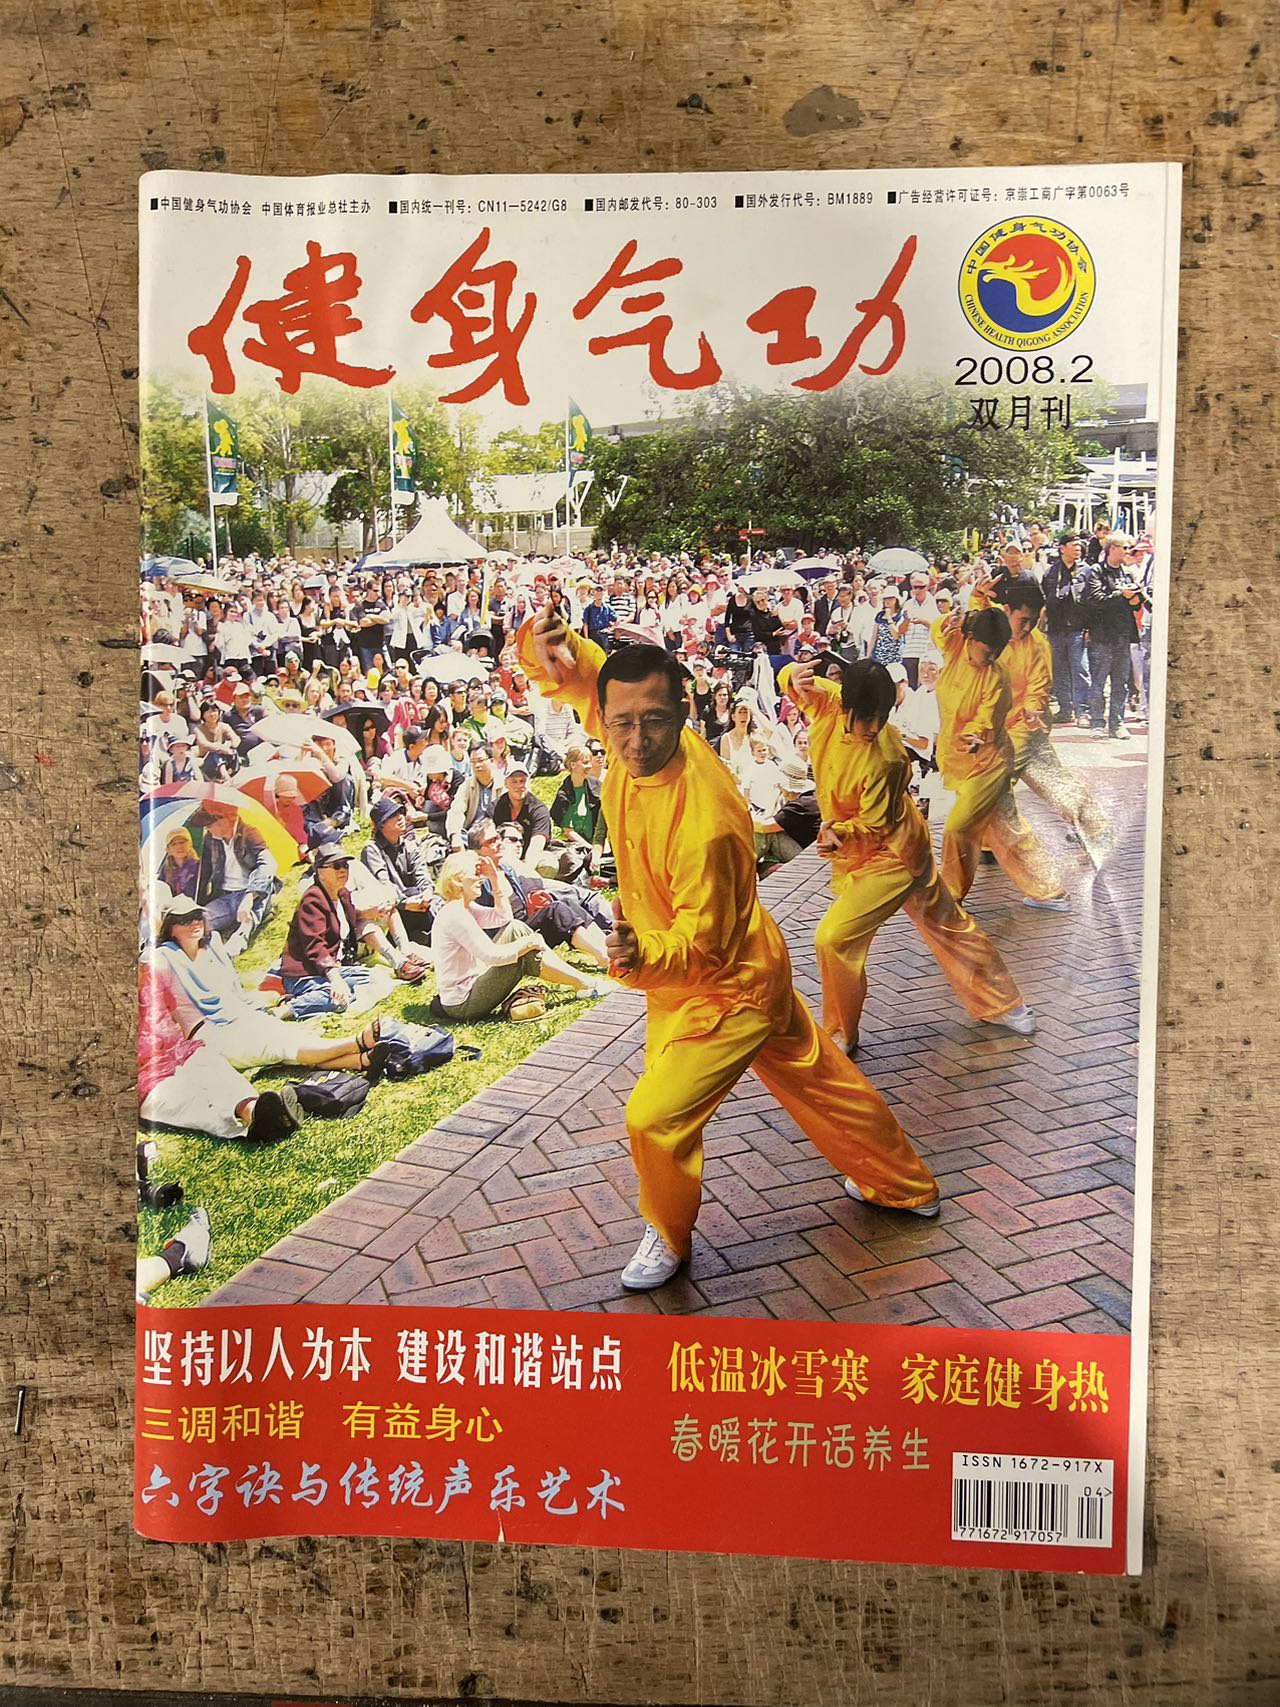 ■中国健身气功协会 中国体育报业总社主办 ■国内统一刊号：CN11—5242/G8 ■国内邮发代号：80-303 ■国外发行代号：BM1889 ■广告经营许可证号：京崇工商广字第0063号
健身气功
中国健身气功协会
CHINESE HEALTH QIGONG ASSOCIATION
2008.2
双月刊
坚持以人为本 建设和谐站点
三调和谐 有益身心
六字诀与传统声乐艺术
低温冰雪寒 家庭健身热
春暖花开话养生
ISSN 1672-917X
04>
771672 917057